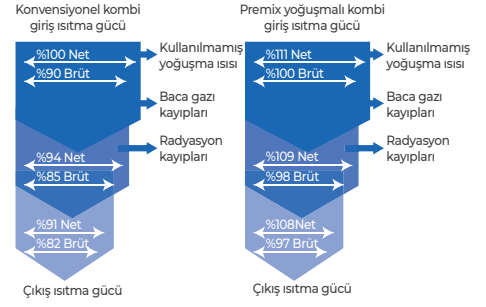 Konvensiyonel kombi
giriş ısıtma gücü
%100 Net
%90 Brüt
Kullanılmamış
yoğuşma ısısı
Baca gazı
kayıpları
Radyasyon
kayıpları
%94 Net
%85 Brüt
%91 Net
%82 Brüt
Çıkış ısıtma gücü
Premix yoğuşmalı kombi
giriş ısıtma gücü
%111 Net
%100 Brüt
Kullanılmamış
yoğuşma ısısı
Baca gazı
kayıpları
Radyasyon
kayıpları
%109 Net
%98 Brüt
%108Net
%97 Brüt
Çıkış ısıtma gücü